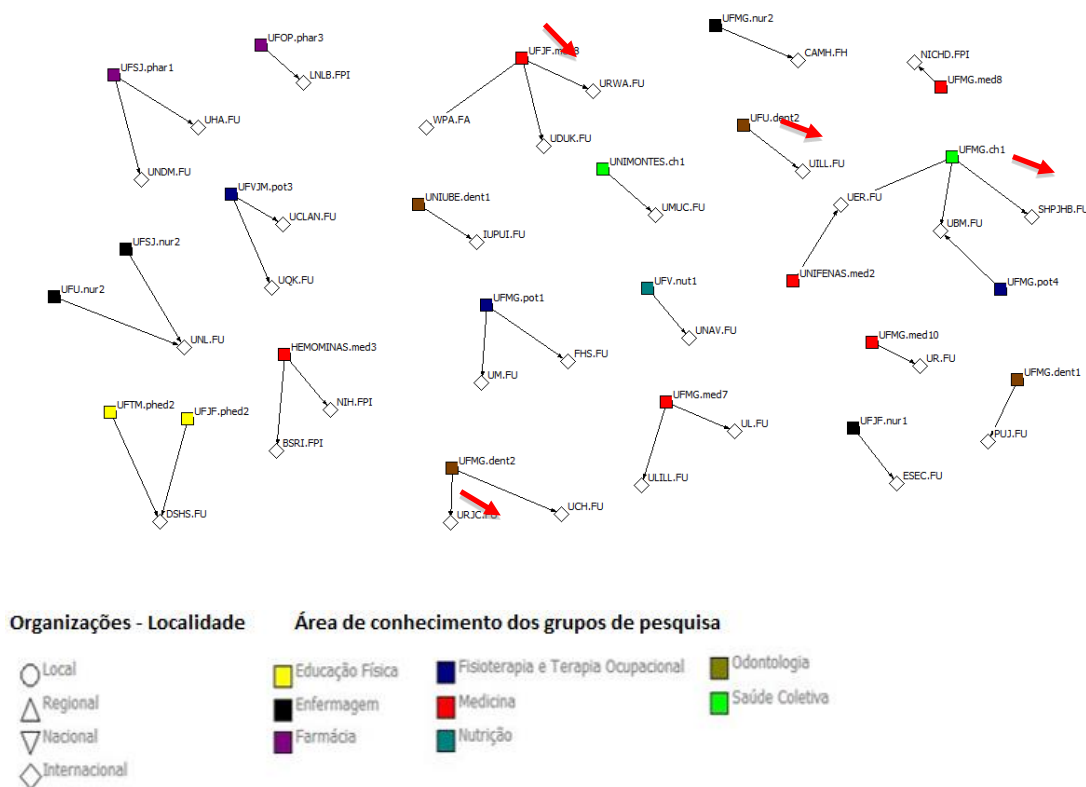 UFMG.nur2
UFOP.phar3
UFJF.med3
CAMH.FH
NICHD.FPI
UFSJ.phar1
LNLB.FPI
URWA.FU
UFMG.med8
UHA.FU
WPA.FA
UDUK.FU
UFU.dent2
UFMG.ch1
UNDM.FU
UNIMONTES.ch1
UILL.FU
UFVJM.pot3
UNIUBE.dent1
UMUC.FU
UER.FU
SHPJHB.FU
UCLAN.FU
UBM.FU
UFSJ.nur2
IUPUI.FU
UFU.nur2
UQK.FU
UFMG.pot1
UFV.nut1
UNIFENAS.med2
UFMG.pot4
UNL.FU
HEMOMINAS.med3
UNAV.FU
UFMG.med10
FHS.FU
UR.FU
UM.FU
UFMG.dent1
UFTM.phed2
UFJF.phed2
NIH.FPI
UFMG.med7
UL.FU
UFJF.nur1
PUJ.FU
BSRI.FPI
UFMG.dent2
ULILL.FU
ESEC.FU
DSHS.FU
URJC.FU
UCH.FU
Organizações - Localidade
Área de conhecimento dos grupos de pesquisa
Local
Regional
Nacional
Internacional
Educação Física
Enfermagem
Farmácia
Fisioterapia e Terapia Ocupacional
Medicina
Nutrição
Odontologia
Saúde Coletiva